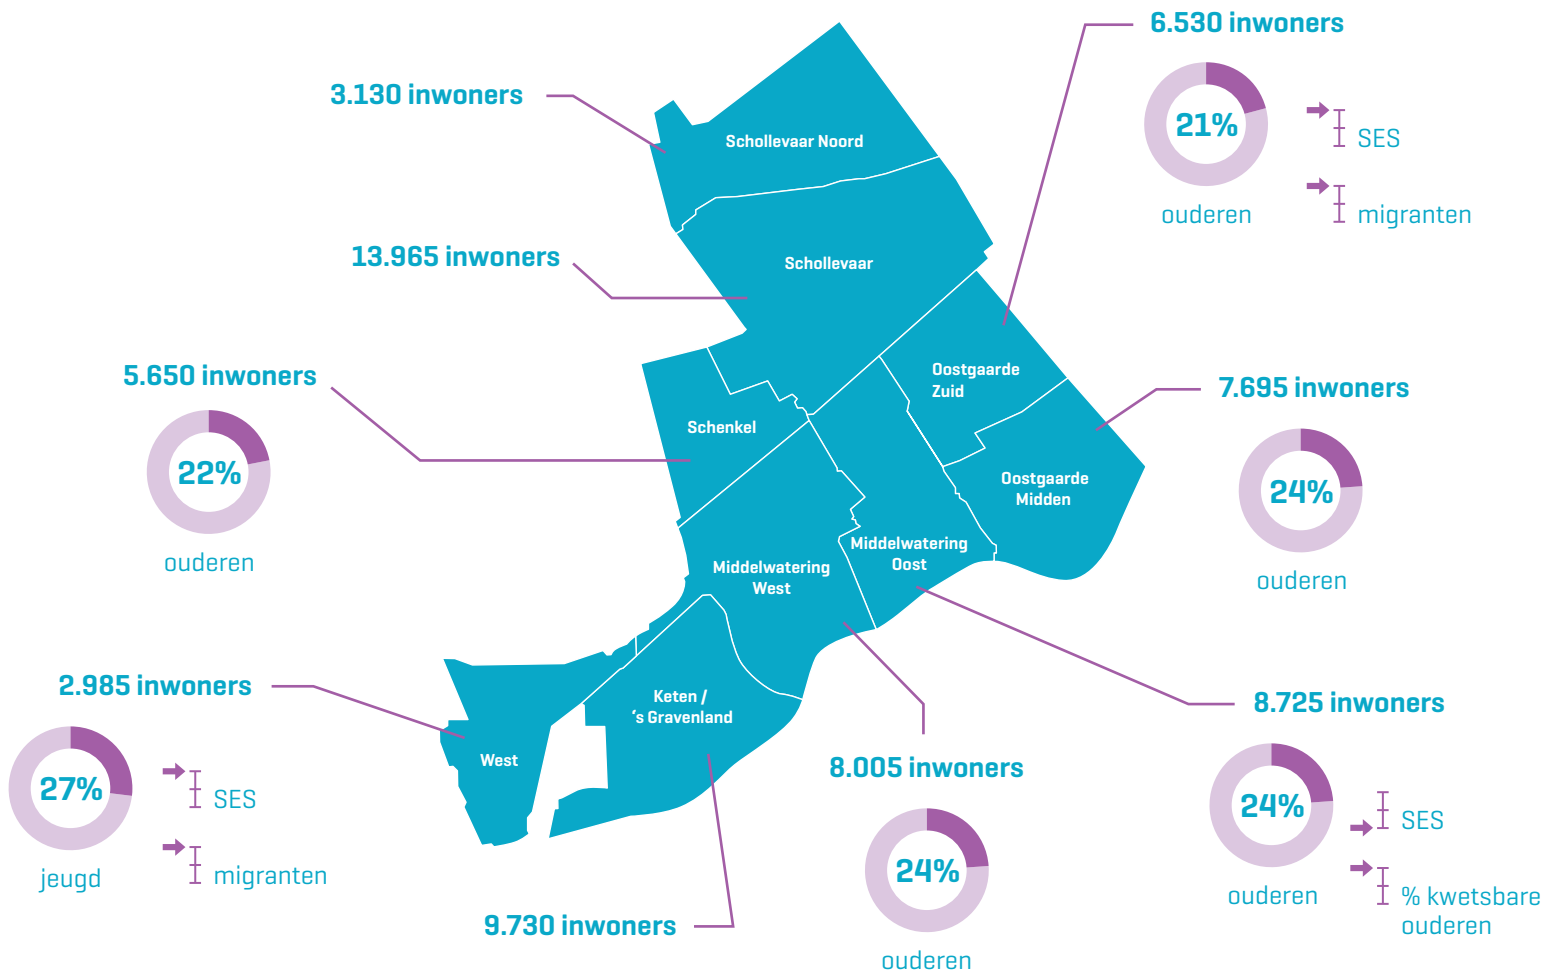 6.530 inwoners
21%
ouderen
SES
migranten
3.130 inwoners
Schollevaar Noord
13.965 inwoners
Schollevaar
5.650 inwoners
22%
ouderen
Schenkel
Oostgaarde
Zuid
7.695 inwoners
24%
ouderen
Oostgaarde
Midden
Middelwatering
Oost
Middelwatering
West
2.985 inwoners
27%
jeugd
SES
migranten
West
Keten /
‘s Gravenland
9.730 inwoners
8.005 inwoners
24%
ouderen
8.725 inwoners
24%
ouderen
SES
% kwetsbare
ouderen